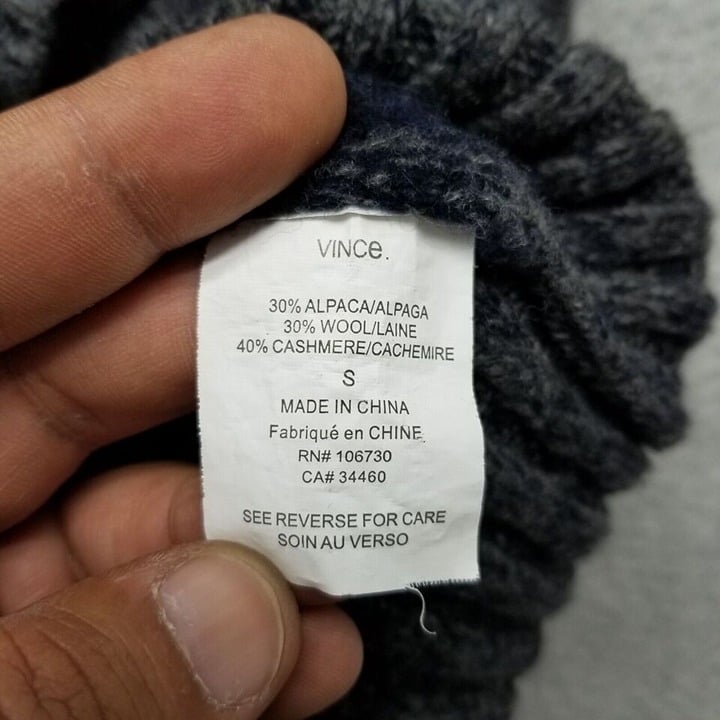 VINCe.
30% ALPACA/ALPAGA
30% WOOL/LAINE
40% CASHMERE/CACHEMIRE
S
MADE IN CHINA
Fabriqué en CHINE
RN# 106730
CA# 34460
SEE REVERSE FOR CARE
SOIN AU VERSO